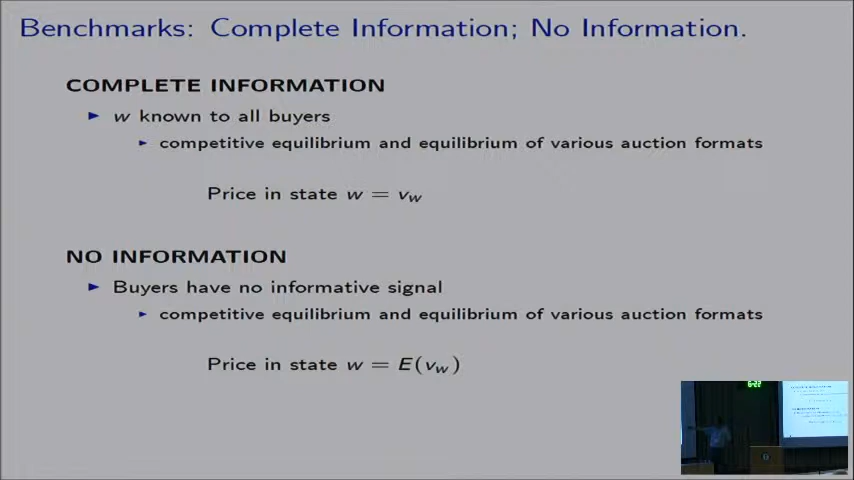 Benchmarks: Complete Information; No Information.
COMPLETE INFORMATION
► w known to all buyers
► competitive equilibrium and equilibrium of various auction formats
Price in state w = v_w
NO INFORMATION
► Buyers have no informative signal
► competitive equilibrium and equilibrium of various auction formats
Price in state w = E(v_w)